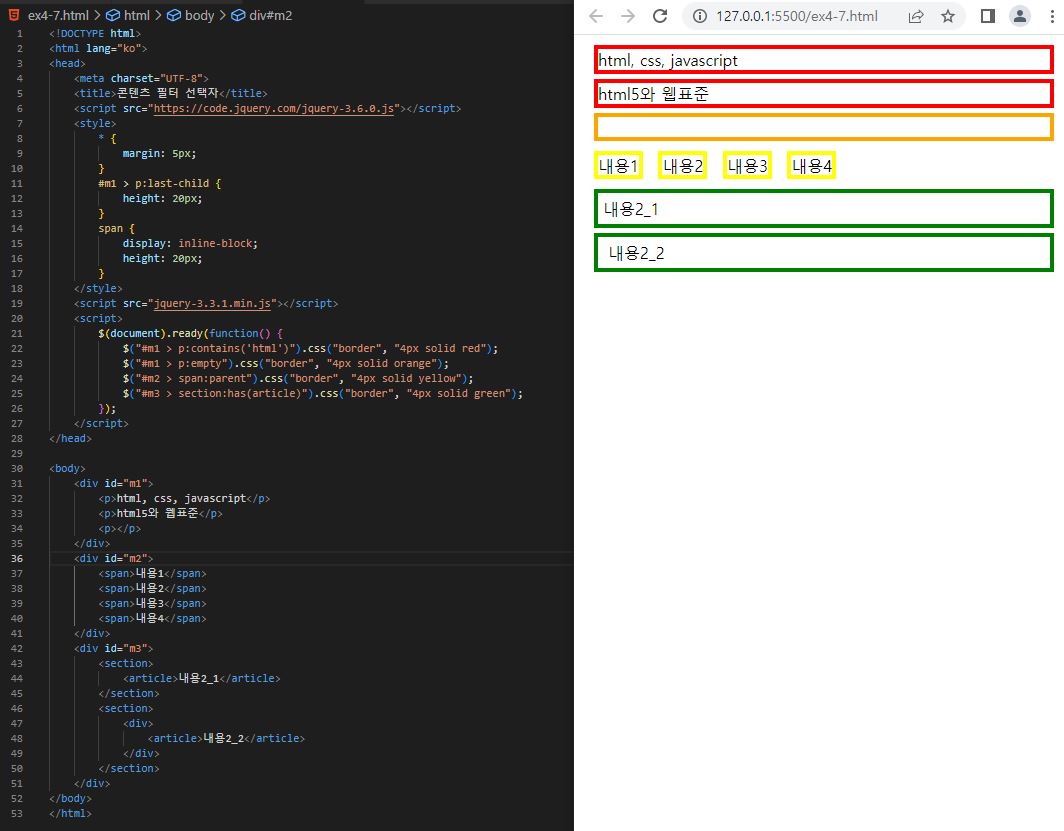 ex4-7.html > html > body > div#m2
1 <!DOCTYPE html>
2 <html lang="ko">
3 <head>
4 <meta charset="UTF-8">
5 <title>콘텐츠 필터 선택자</title>
6 <script src="https://code.jquery.com/jquery-3.6.0.js"></script>
7 <style>
8 * {
9 margin: 5px;
10 }
11 #m1 > p:last-child {
12 height: 20px;
13 }
14 span {
15 display: inline-block;
16 height: 20px;
17 }
18 </style>
19 <script src="jquery-3.3.1.min.js"></script>
20 <script>
21 $(document).ready(function() {
22 $("#m1 > p:contains('html')").css("border", "4px solid red");
23 $("#m1 > p:empty").css("border", "4px solid orange");
24 $("#m2 > span:parent").css("border", "4px solid yellow");
25 $("#m3 > section:has(article)").css("border", "4px solid green");
26 });
27 </script>
28 </head>
29
30 <body>
31 <div id="m1">
32 <p>html, css, javascript</p>
33 <p>html5와 웹표준</p>
34 <p></p>
35 </div>
36 <div id="m2">
37 <span>내용1</span>
38 <span>내용2</span>
39 <span>내용3</span>
40 <span>내용4</span>
41 </div>
42 <div id="m3">
43 <section>
44 <article>내용2_1</article>
45 </section>
46 <section>
47 <div>
48 <article>내용2_2</article>
49 </div>
50 </section>
51 </div>
52 </body>
53 </html>
127.0.0.1:5500/ex4-7.html
html, css, javascript
html5와 웹표준
내용1 내용2 내용3 내용4
내용2_1
내용2_2